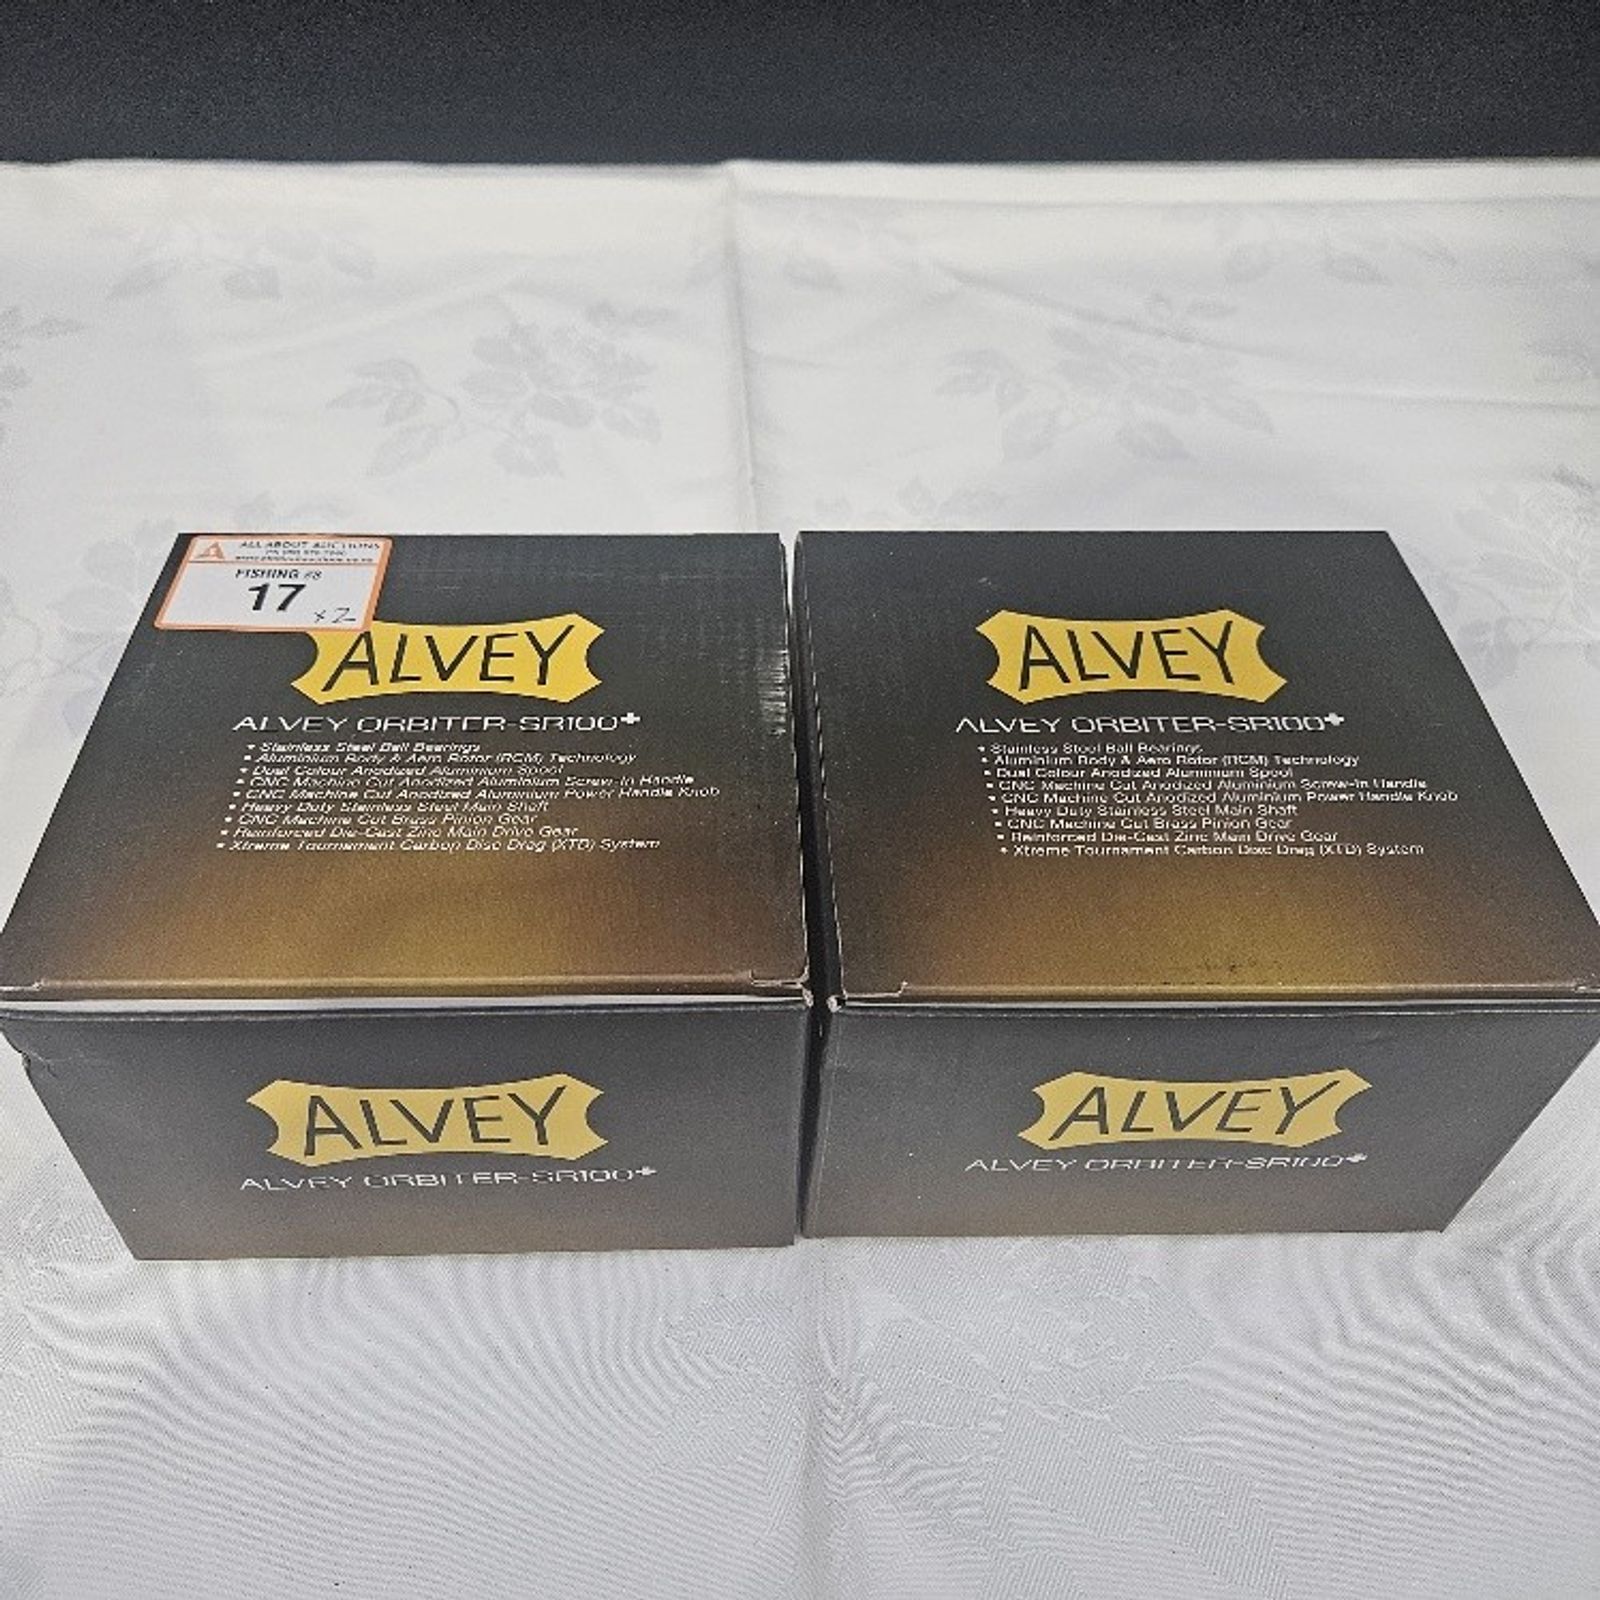 ALL ABOUT AUCTIONS
FISHING #8
17 x2
ALVEY
ALVEY ORBITER-SR100+
• Stainless Steel Ball Bearings
• Aluminium Body & Aero Rotor (RCM) Technology
• Dual Colour Anodized Aluminium Spool
• CNC Machine Cut Anodized Aluminium Screw-In Handle
• CNC Machine Cut Anodized Aluminium Power Handle Knob
• Heavy Duty Stainless Steel Main Shaft
• CNC Machine Cut Brass Pinion Gear
• Reinforced Die-Cast Zinc Main Drive Gear
• Xtreme Tournament Carbon Disc Drag (XTD) System
ALVEY
ALVEY ORBITER-SR100+
ALVEY
ALVEY ORBITER-SR100+
• Stainless Steel Ball Bearings
• Aluminium Body & Aero Rotor (RCM) Technology
• Dual Colour Anodized Aluminium Spool
• CNC Machine Cut Anodized Aluminium Screw-In Handle
• CNC Machine Cut Anodized Aluminium Power Handle Knob
• Heavy Duty Stainless Steel Main Shaft
• CNC Machine Cut Brass Pinion Gear
• Reinforced Die-Cast Zinc Main Drive Gear
• Xtreme Tournament Carbon Disc Drag (XTD) System
ALVEY
ALVEY ORBITER-SR100+